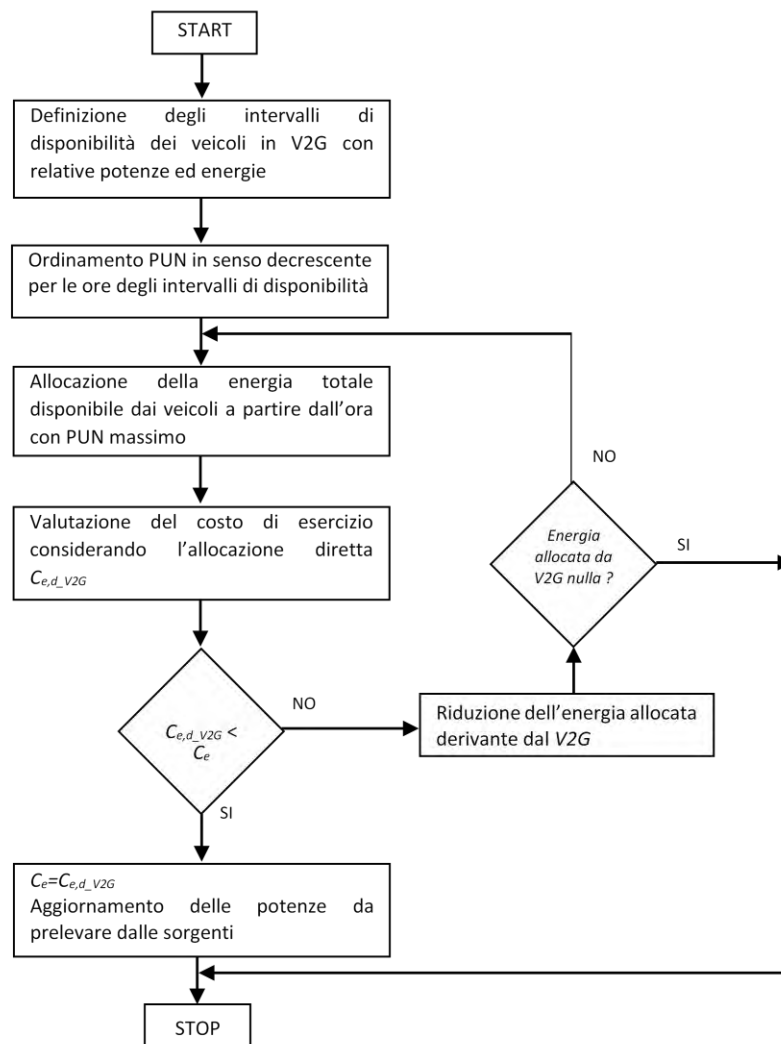 START
Definizione degli intervalli di
disponibilità dei veicoli in V2G con
relative potenze ed energie
Ordinamento PUN in senso decrescente
per le ore degli intervalli di disponibilità
Allocazione della energia totale
disponibile dai veicoli a partire dall'ora
con PUN massimo
Valutazione del costo di esercizio
considerando l'allocazione diretta
Ce,d_V2G
Ce,d_V2G <
Ce
NO
SI
Riduzione dell'energia allocata
derivante dal V2G
Energia
allocata da
V2G nulla ?
NO
SI
Ce=Ce,d_V2G
Aggiornamento delle potenze da
prelevare dalle sorgenti
STOP